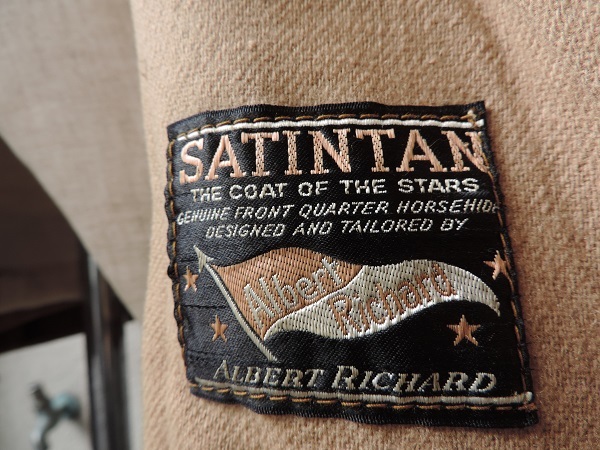 SATINTAN
THE COAT OF THE STARS
GENUINE FRONT QUARTER HORSEHIDE
DESIGNED AND TAILORED BY
Albert Richard
ALBERT RICHARD